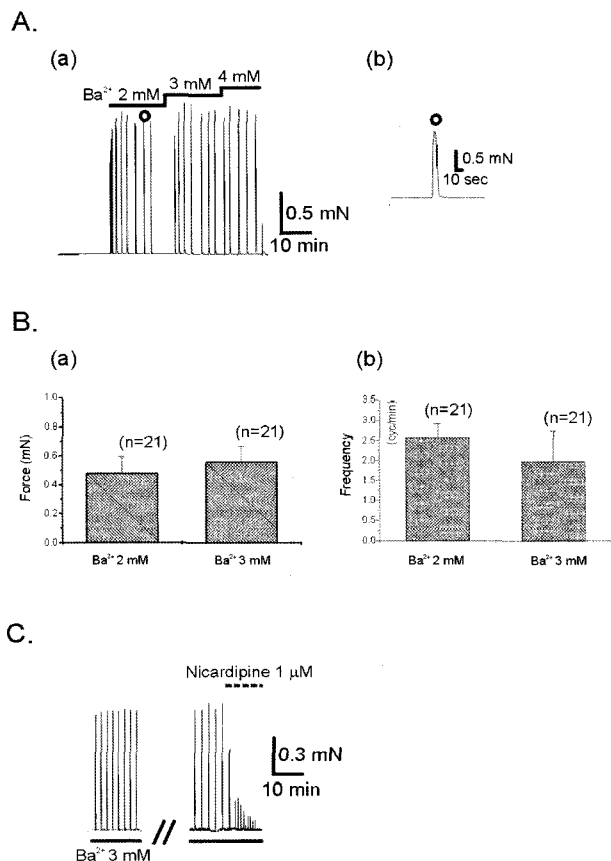 A.
(a)
(b)
Ba²⁺ 2 mM 3 mM 4 mM
0.5 mN
10 min
0.5 mN
10 sec
B.
(a)
(b)
Force (mN)
1.0
0.8
0.6
0.4
0.2
0.0
(n=21)
(n=21)
Ba²⁺ 2 mM
Ba²⁺ 3 mM
Frequency
(cyc/min)
3.5
3.0
2.5
2.0
1.5
1.0
0.5
0.0
(n=21)
(n=21)
Ba²⁺ 2 mM
Ba²⁺ 3 mM
C.
Nicardipine 1 μM
0.3 mN
10 min
Ba²⁺ 3 mM